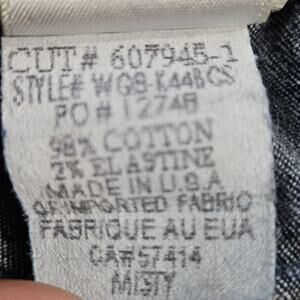 CUT# 607945-1
STYLE# WGS-K44BCS
PO# 12748
98% COTTON
2% ELASTINE
MADE IN U.S.A
OF IMPORTED FABRIC
FABRIQUE AU EUA
CA#57414
MISTY